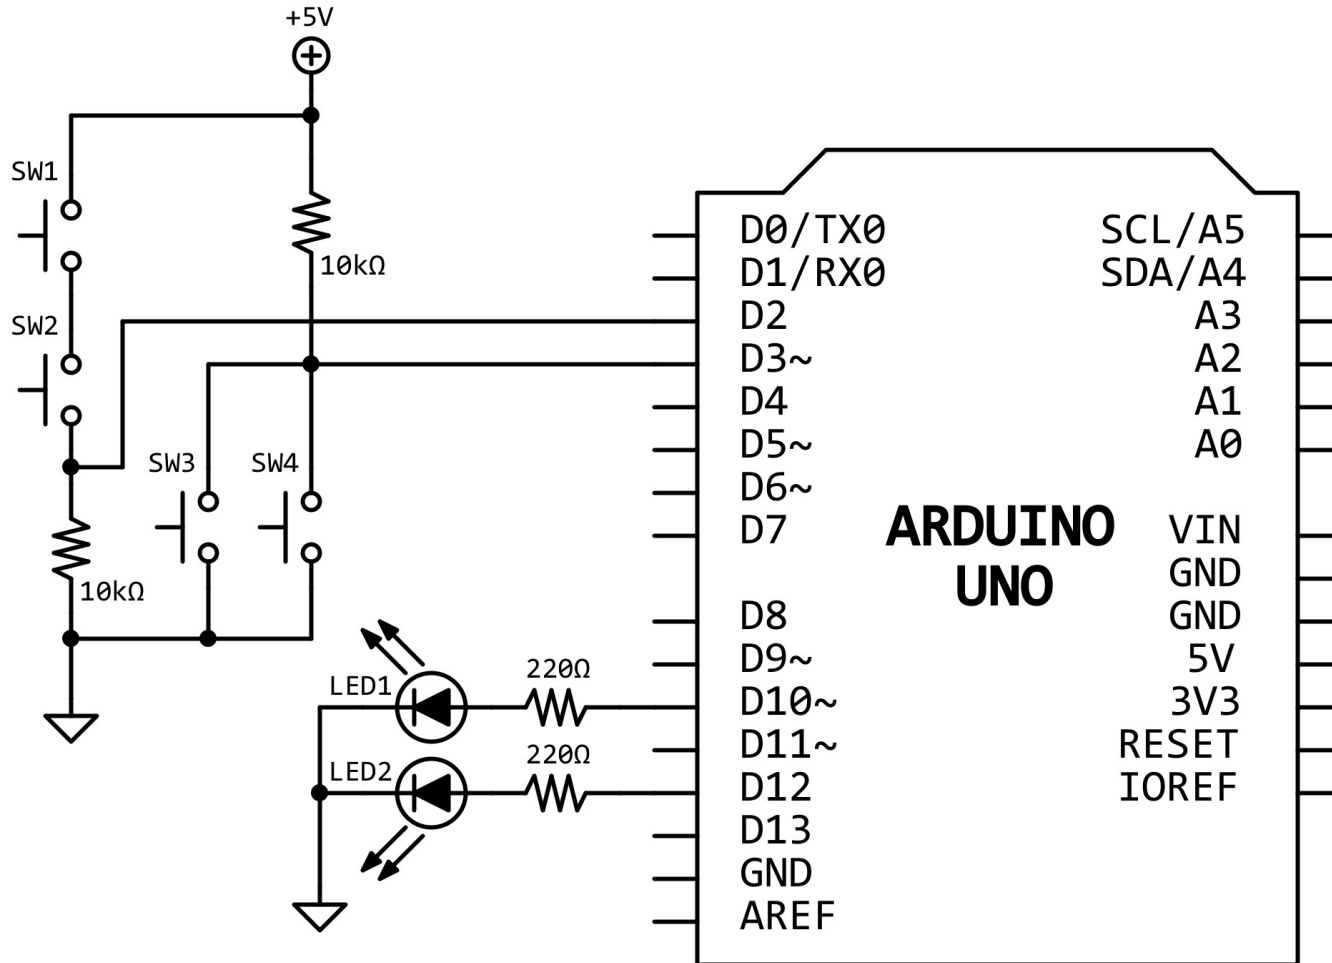 +5V
SW1
10kΩ
SW2
SW3
SW4
10kΩ
LED1
220Ω
LED2
220Ω
D0/TX0
D1/RX0
D2
D3~
D4
D5~
D6~
D7
D8
D9~
D10~
D11~
D12
D13
GND
AREF
ARDUINO
UNO
SCL/A5
SDA/A4
A3
A2
A1
A0
VIN
GND
GND
5V
3V3
RESET
IOREF